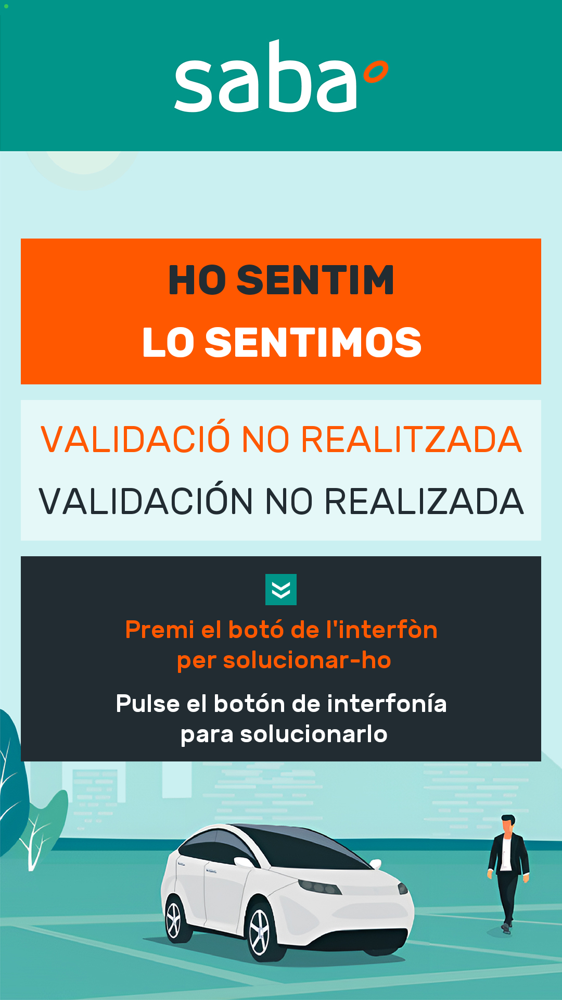 saba
HO SENTIM
LO SENTIMOS
VALIDACIÓ NO REALITZADA
VALIDACIÓN NO REALIZADA
Premi el botó de l'interfòn
per solucionar-ho
Pulse el botón de interfonía
para solucionarlo